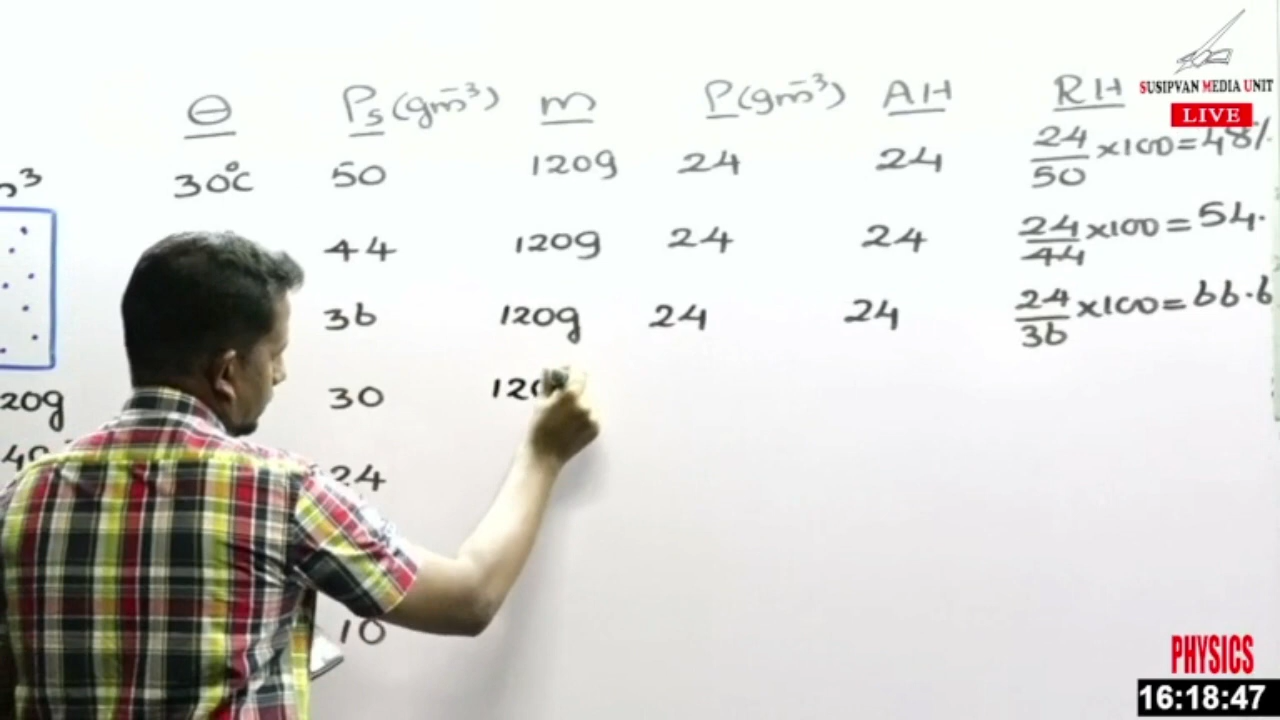 SUSIPVAN MEDIA UNIT
LIVE
θ Ps (gm⁻³) m P (gm⁻³) AH RH
30°C 50 120g 24 24 24/50 ×100 = 48%
44 120g 24 24 24/44 ×100 = 54.
36 120g 24 24 24/36 ×100 = 66.6
20g 30 120
24
10
PHYSICS
16:18:47